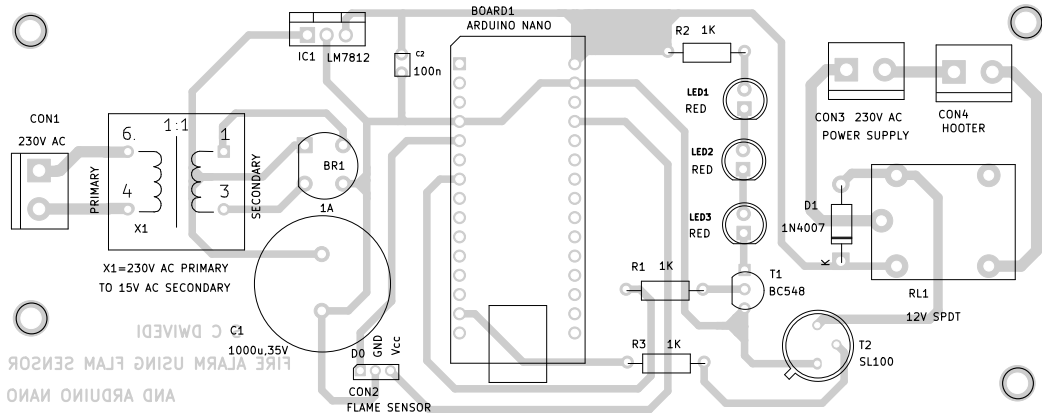 BOARD1
ARDUINO NANO
R2 1K
IC1 LM7812
C2
100n
LED1
RED
CON3 230V AC
POWER SUPPLY
CON4
HOOTER
CON1
230V AC
6.
1:1
1
4
3
PRIMARY
SECONDARY
X1
BR1
1A
LED2
RED
D1
1N4007
K
LED3
RED
X1=230V AC PRIMARY
TO 15V AC SECONDARY
R1 1K
T1
BC548
RL1
12V SPDT
C1
1000u,35V
S C DWIVEDI
FIRE ALARM USING FLAM SENSOR
AND ARDUINO NANO
D0
GND
Vcc
CON2
FLAME SENSOR
R3 1K
T2
SL100